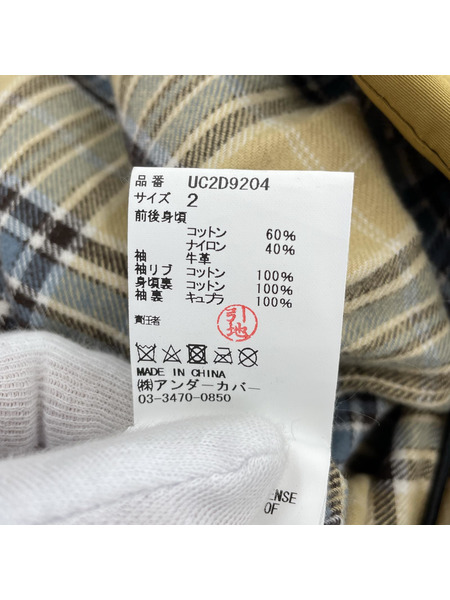 品番 UC2D9204
サイズ 2
前後身頃
コットン 60%
ナイロン 40%
袖 牛革
袖リブ コットン 100%
身頃裏 コットン 100%
袖裏 キュプラ 100%
責任者 引地
MADE IN CHINA
(株)アンダーカバー
03-3470-0850
ENSE
OF